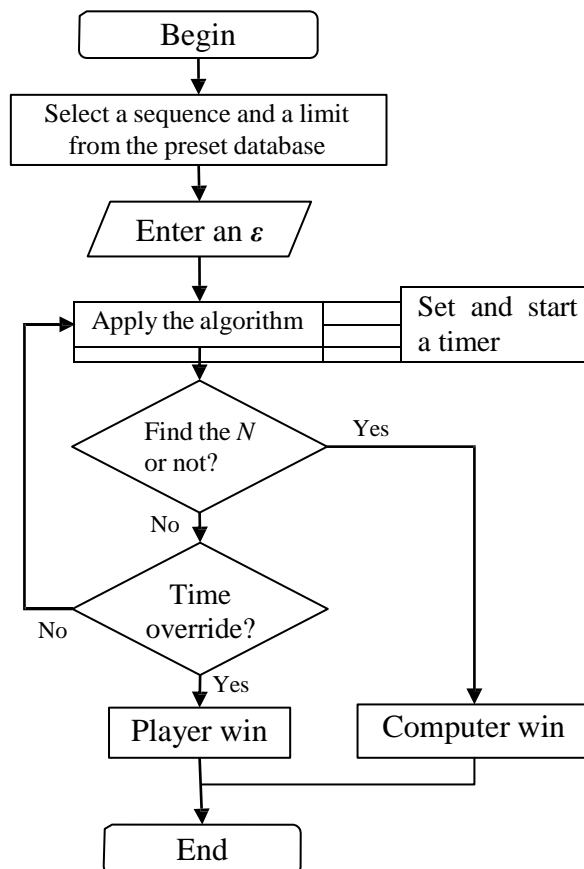 Begin
Select a sequence and a limit
from the preset database
Enter an ε
Apply the algorithm
Set and start
a timer
Find the N
or not?
Yes
No
Time
override?
No
Yes
Player win
Computer win
End